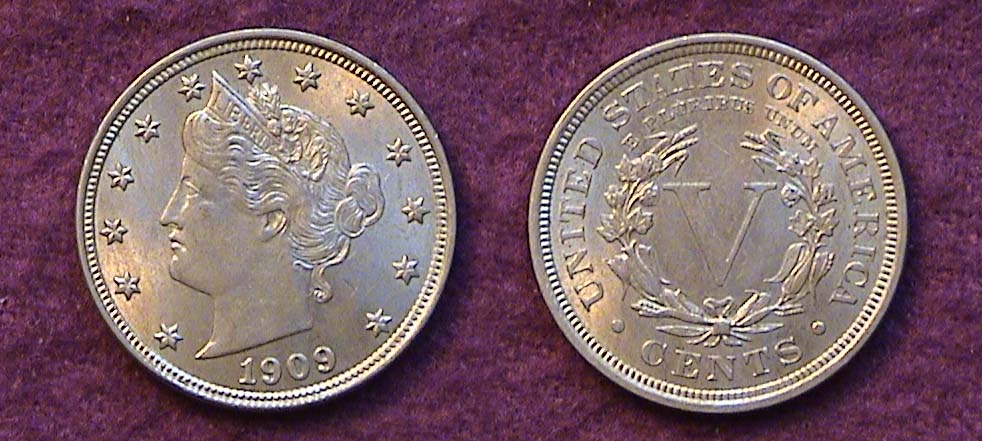 LIBERTY
1909
UNITED STATES OF AMERICA
E PLURIBUS UNUM
V
CENTS